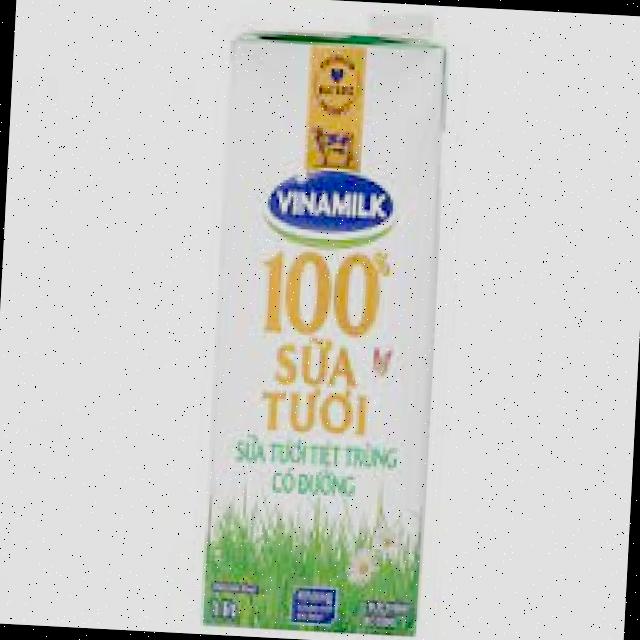 VINAMILK
100%
SỮA
TƯƠI
SỮA TƯƠI TIỆT TRÙNG
CÓ ĐƯỜNG